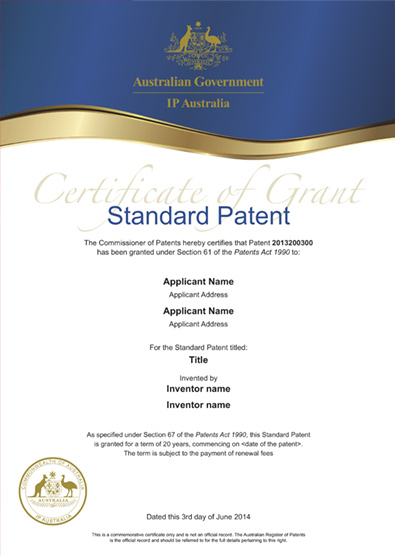 Australian Government
IP Australia
Certificate of Grant
Standard Patent
The Commissioner of Patents hereby certifies that Patent 2013200300
has been granted under Section 61 of the Patents Act 1990 to:
Applicant Name
Applicant Address
Applicant Name
Applicant Address
For the Standard Patent titled:
Title
Invented by
Inventor name
Inventor name
As specified under Section 67 of the Patents Act 1990, this Standard Patent
is granted for a term of 20 years, commencing on <date of the patent>.
The term is subject to the payment of renewal fees
COMMONWEALTH OF AUSTRALIA
AUSTRALIA
IP AUSTRALIA
Dated this 3rd day of June 2014
This is a commemorative certificate only and is not an official record. The Australian Register of Patents
is the official record and should be referred to for the full details pertaining to this right.